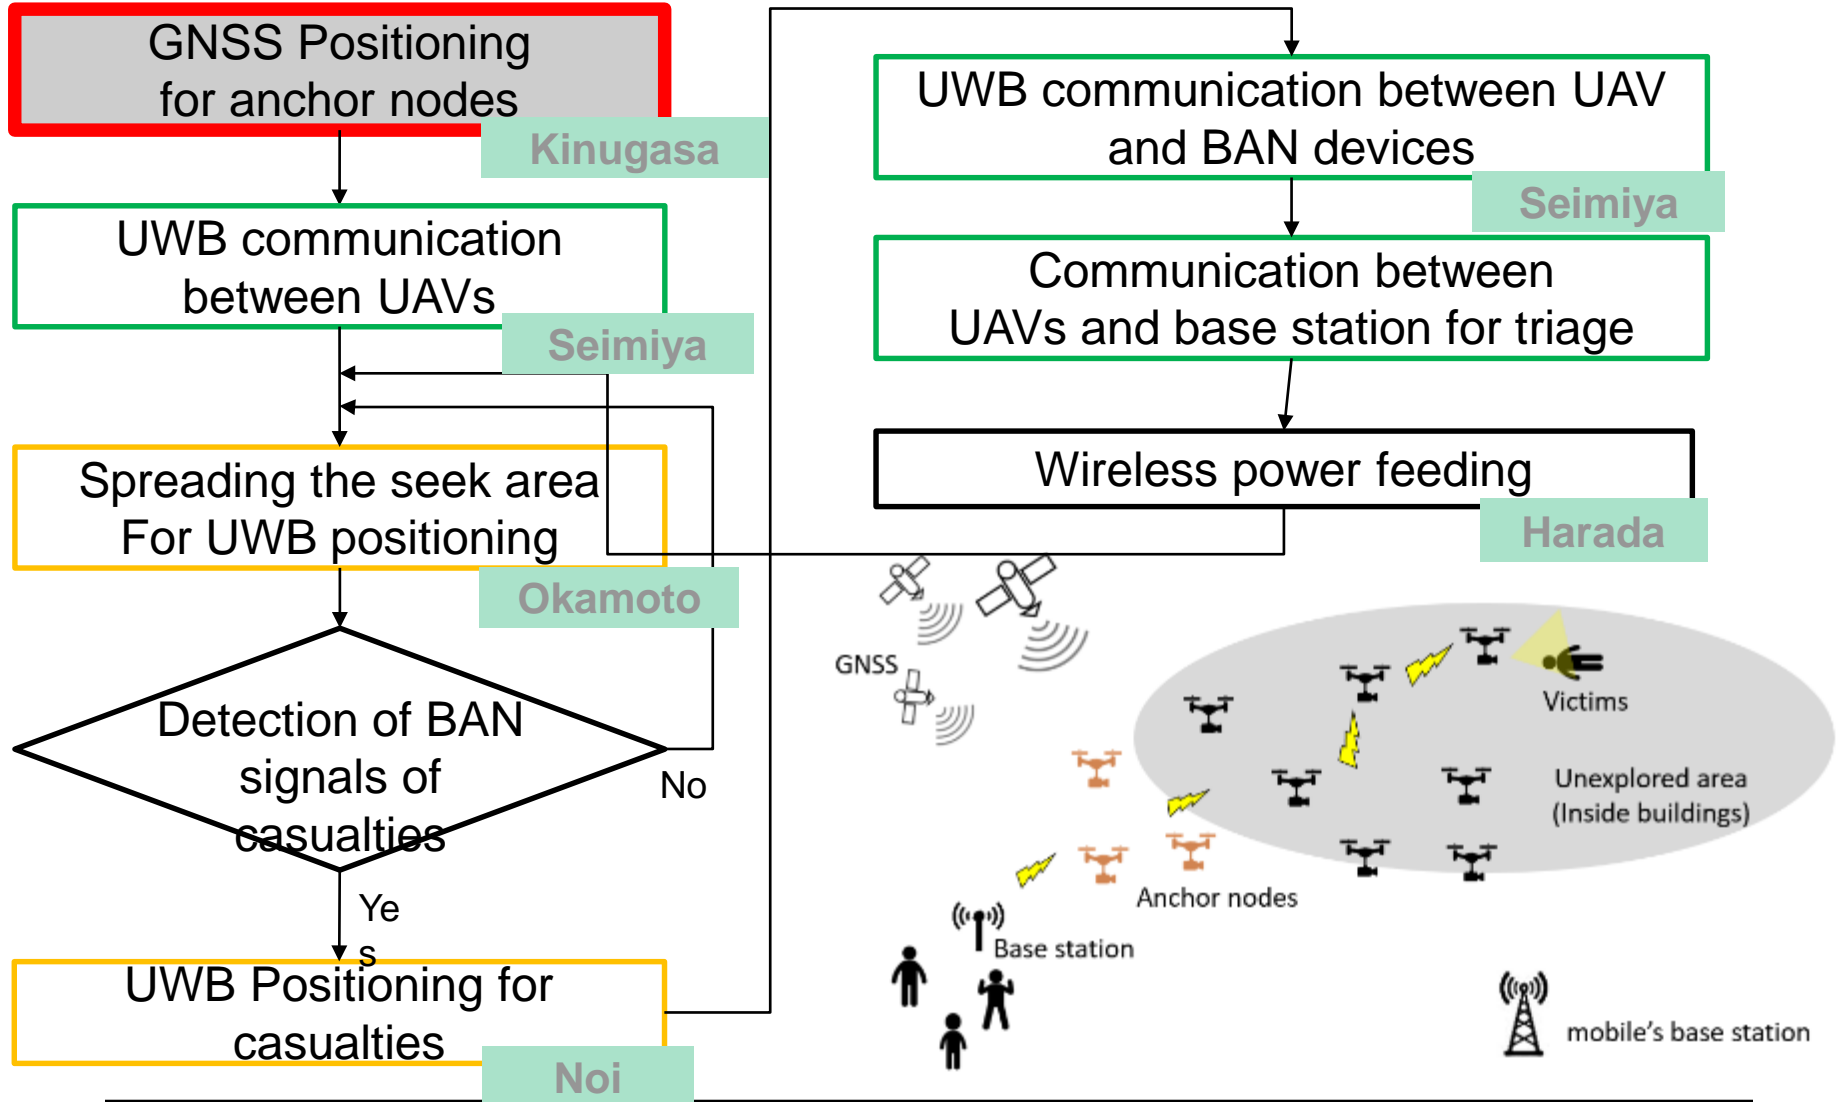 GNSS Positioning
for anchor nodes
Kinugasa
UWB communication
between UAVs
Seimiya
Spreading the seek area
For UWB positioning
Okamoto
Detection of BAN
signals of
casualties
No
Ye
s
UWB Positioning for
casualties
Noi
UWB communication between UAV
and BAN devices
Seimiya
Communication between
UAVs and base station for triage
Wireless power feeding
Harada
GNSS
Victims
Unexplored area
(Inside buildings)
Anchor nodes
Base station
mobile's base station